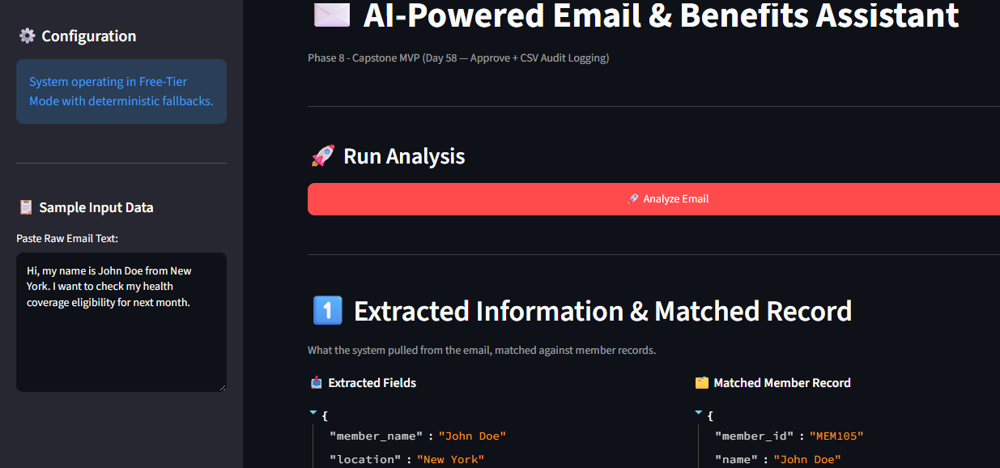 Configuration
System operating in Free-Tier
Mode with deterministic fallbacks.
Sample Input Data
Paste Raw Email Text:
Hi, my name is John Doe from New
York. I want to check my health
coverage eligibility for next month.
AI-Powered Email & Benefits Assistant
Phase 8 - Capstone MVP (Day 58 — Approve + CSV Audit Logging)
Run Analysis
Analyze Email
1 Extracted Information & Matched Record
What the system pulled from the email, matched against member records.
Extracted Fields
{
"member_name" : "John Doe"
"location" : "New York"
Matched Member Record
{
"member_id" : "MEM105"
"name" : "John Doe"